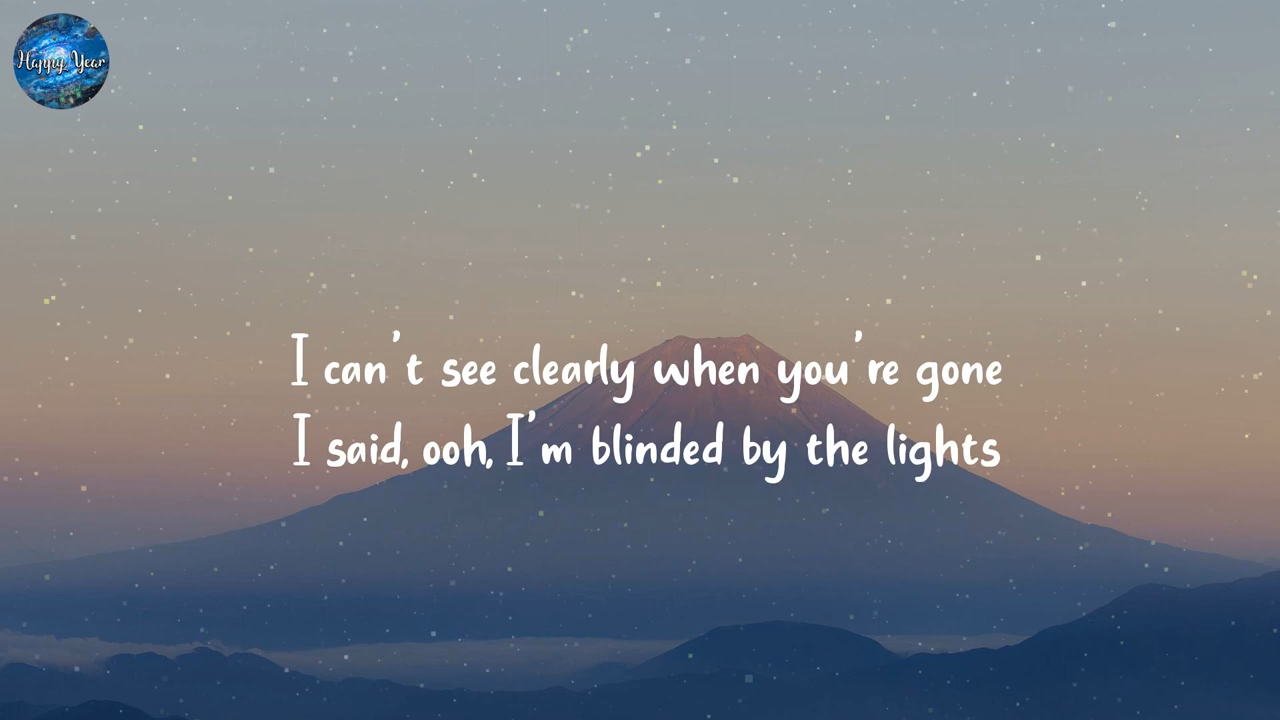 Happy Year
I can't see clearly when you're gone
I said, ooh, I'm blinded by the lights